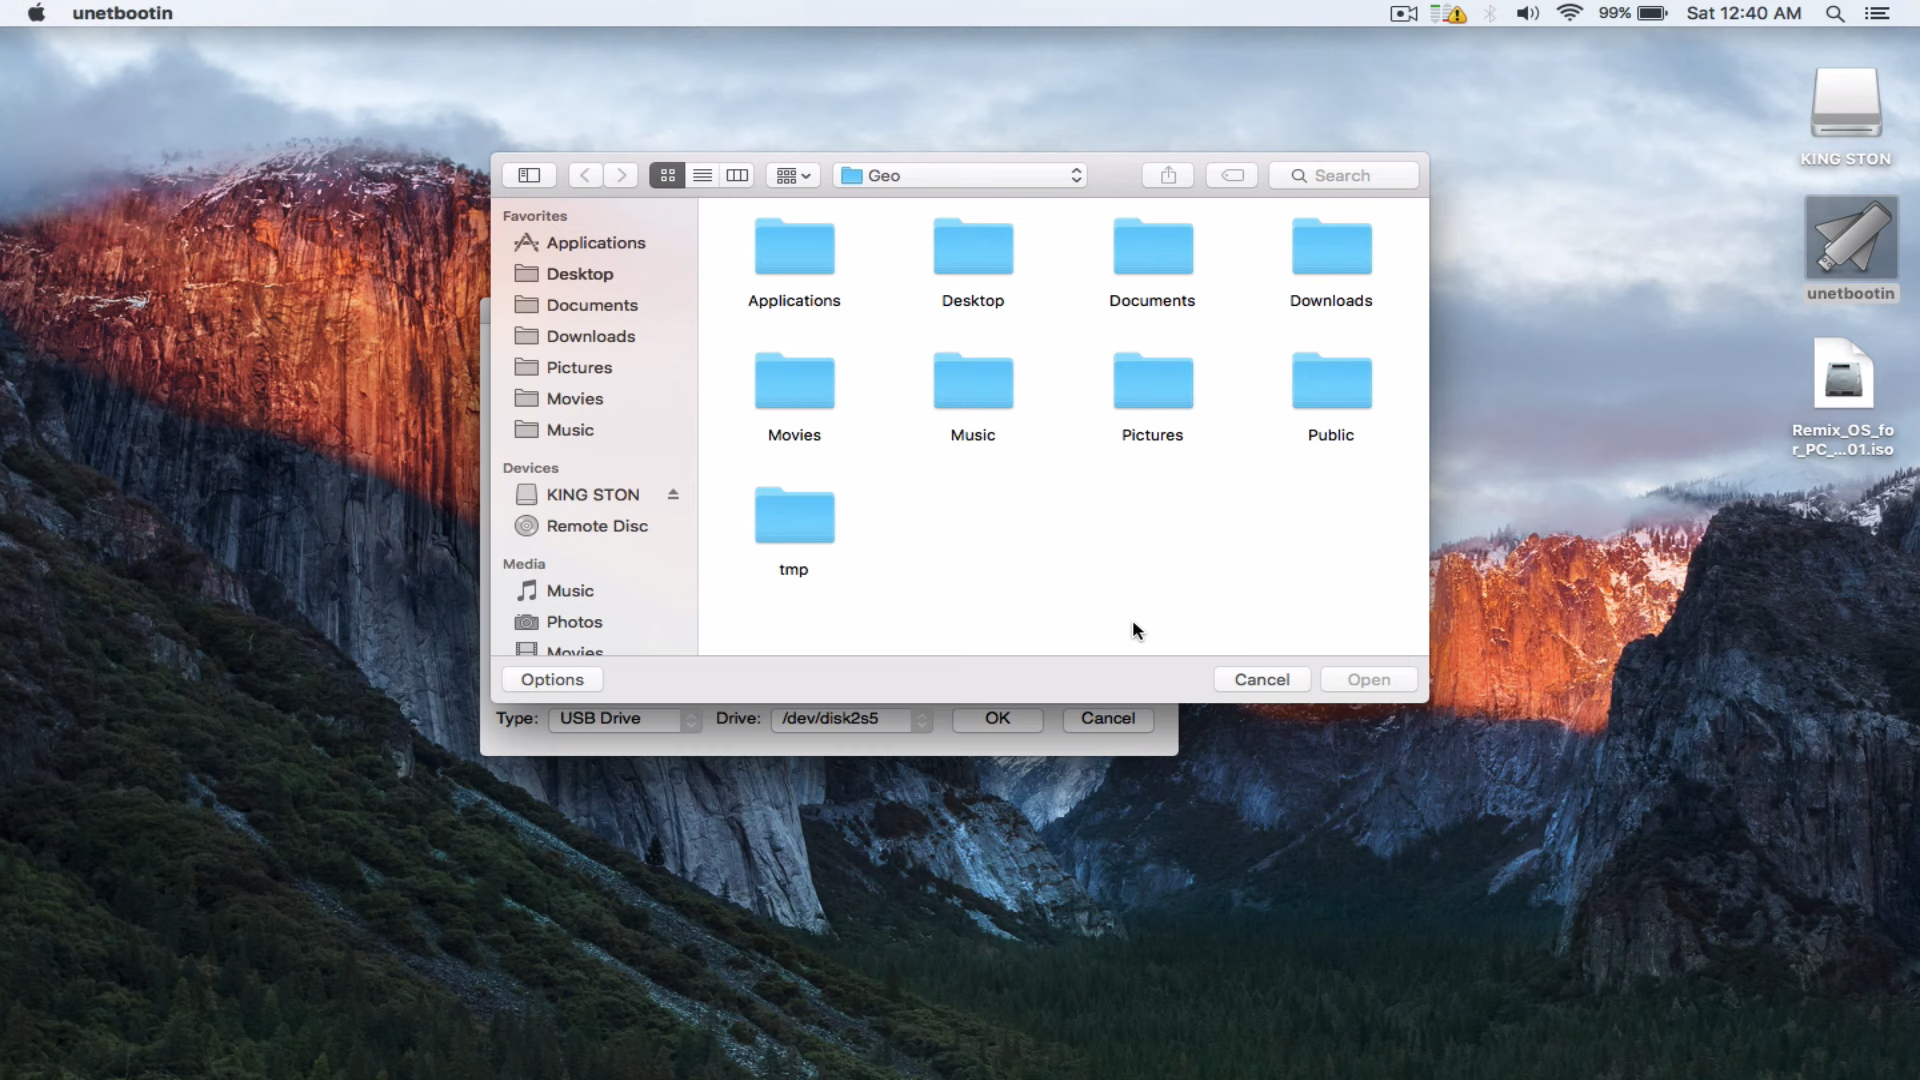 unetbootin
99%
Sat 12:40 AM
KING STON
unetbootin
Remix_OS_fo
r_PC_...01.iso
Geo
Search
Favorites
Applications
Desktop
Documents
Downloads
Pictures
Movies
Music
Devices
KING STON
Remote Disc
Media
Music
Photos
Movies
Applications
Desktop
Documents
Downloads
Movies
Music
Pictures
Public
tmp
Options
Cancel
Open
Type:
USB Drive
Drive:
/dev/disk2s5
OK
Cancel